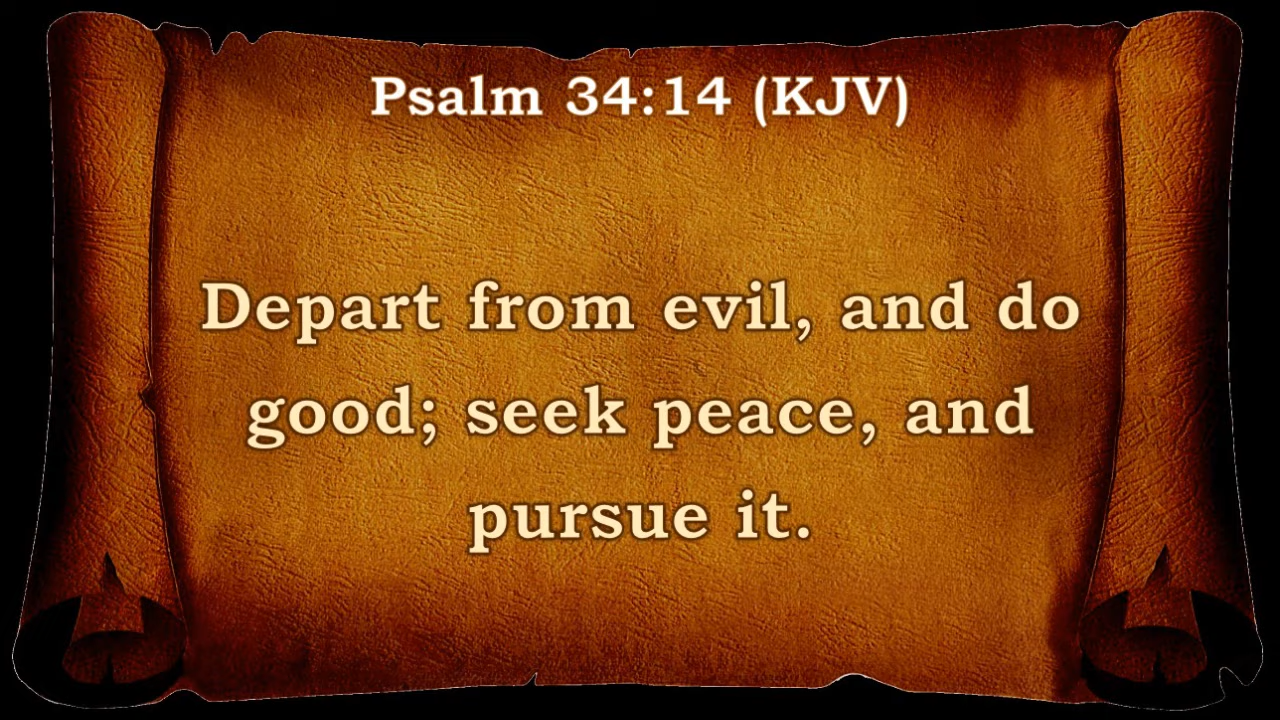 Psalm 34:14 (KJV)
Depart from evil, and do
good; seek peace, and
pursue it.